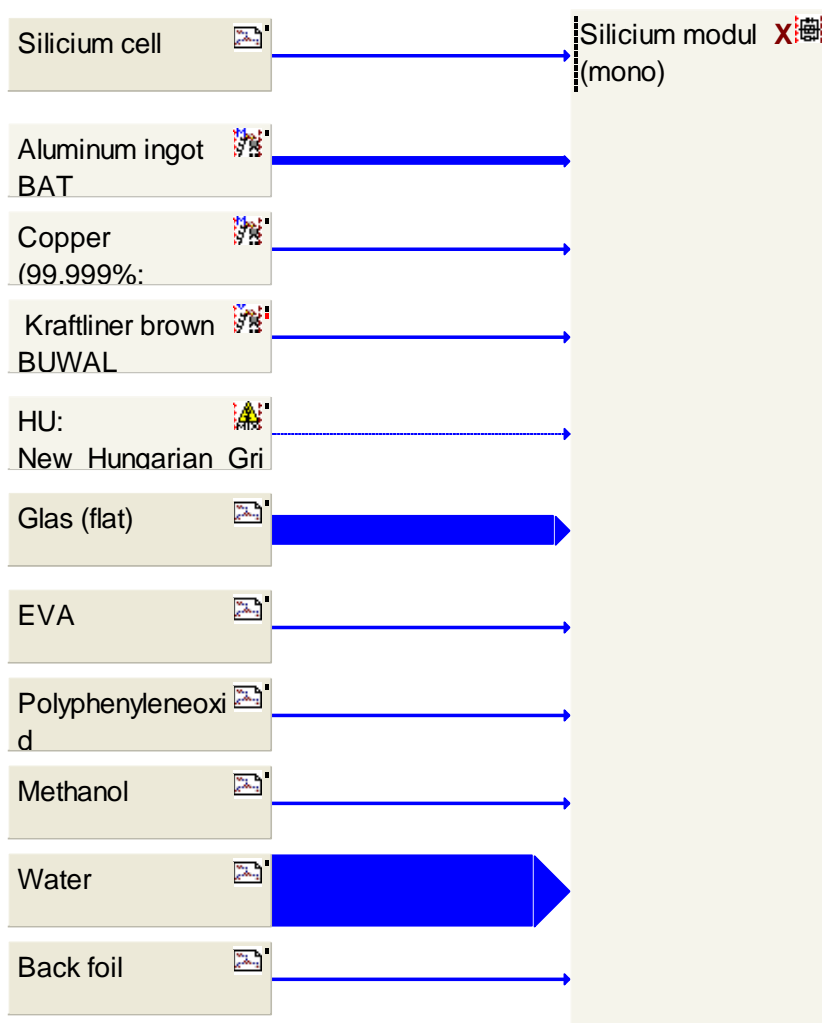 Silicium cell
Silicium modul X
(mono)
Aluminum ingot
BAT
Copper
(99.999%;
Kraftliner brown
BUWAL
HU:
New Hungarian Gri
Glas (flat)
EVA
Polyphenyleneoxi
d
Methanol
Water
Back foil